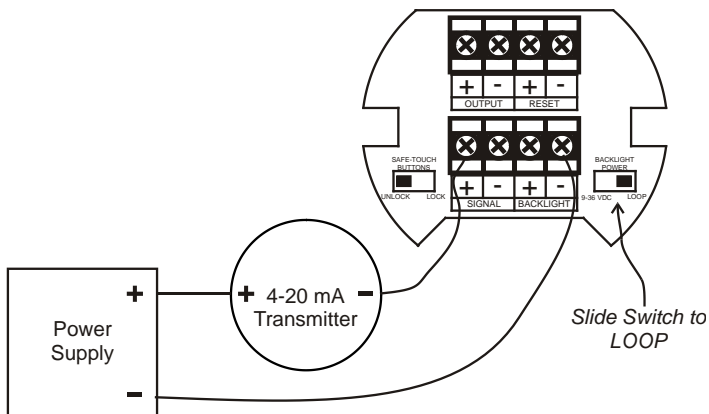 + - + -
OUTPUT RESET
SAFE-TOUCH
BUTTONS
UNLOCK LOCK
+ - + -
SIGNAL BACKLIGHT
BACKLIGHT
POWER
9-36 VDC LOOP
+
Power
Supply
-
+ 4-20 mA -
Transmitter
Slide Switch to
LOOP